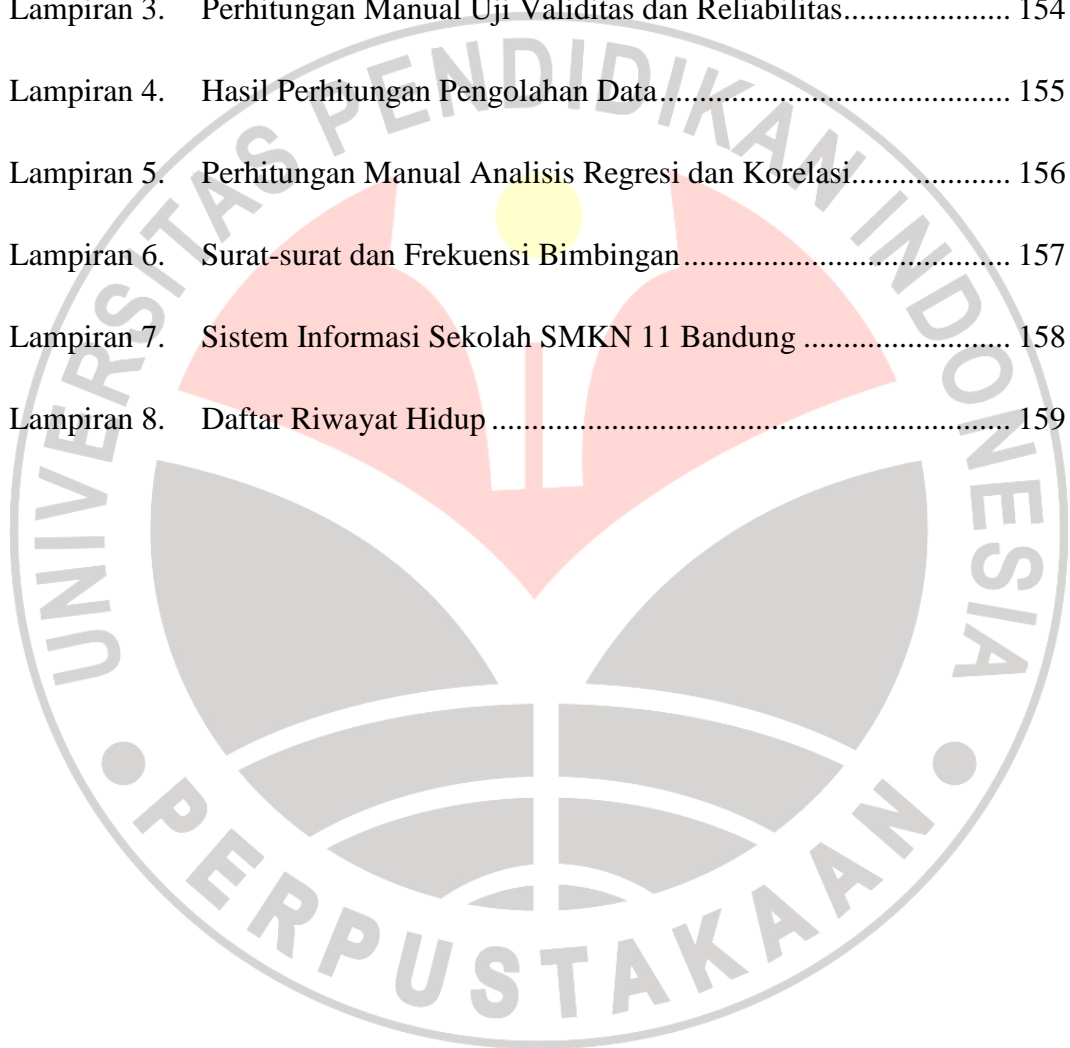 Lampiran 3. Perhitungan Manual Uji Validitas dan Reliabilitas.................... 154
Lampiran 4. Hasil Perhitungan Pengolahan Data......................................... 155
Lampiran 5. Perhitungan Manual Analisis Regresi dan Korelasi................... 156
Lampiran 6. Surat-surat dan Frekuensi Bimbingan...................................... 157
Lampiran 7. Sistem Informasi Sekolah SMKN 11 Bandung ........................ 158
Lampiran 8. Daftar Riwayat Hidup .............................................................. 159
UNIVERSITAS PENDIDIKAN INDONESIA
PERPUSTAKAAN